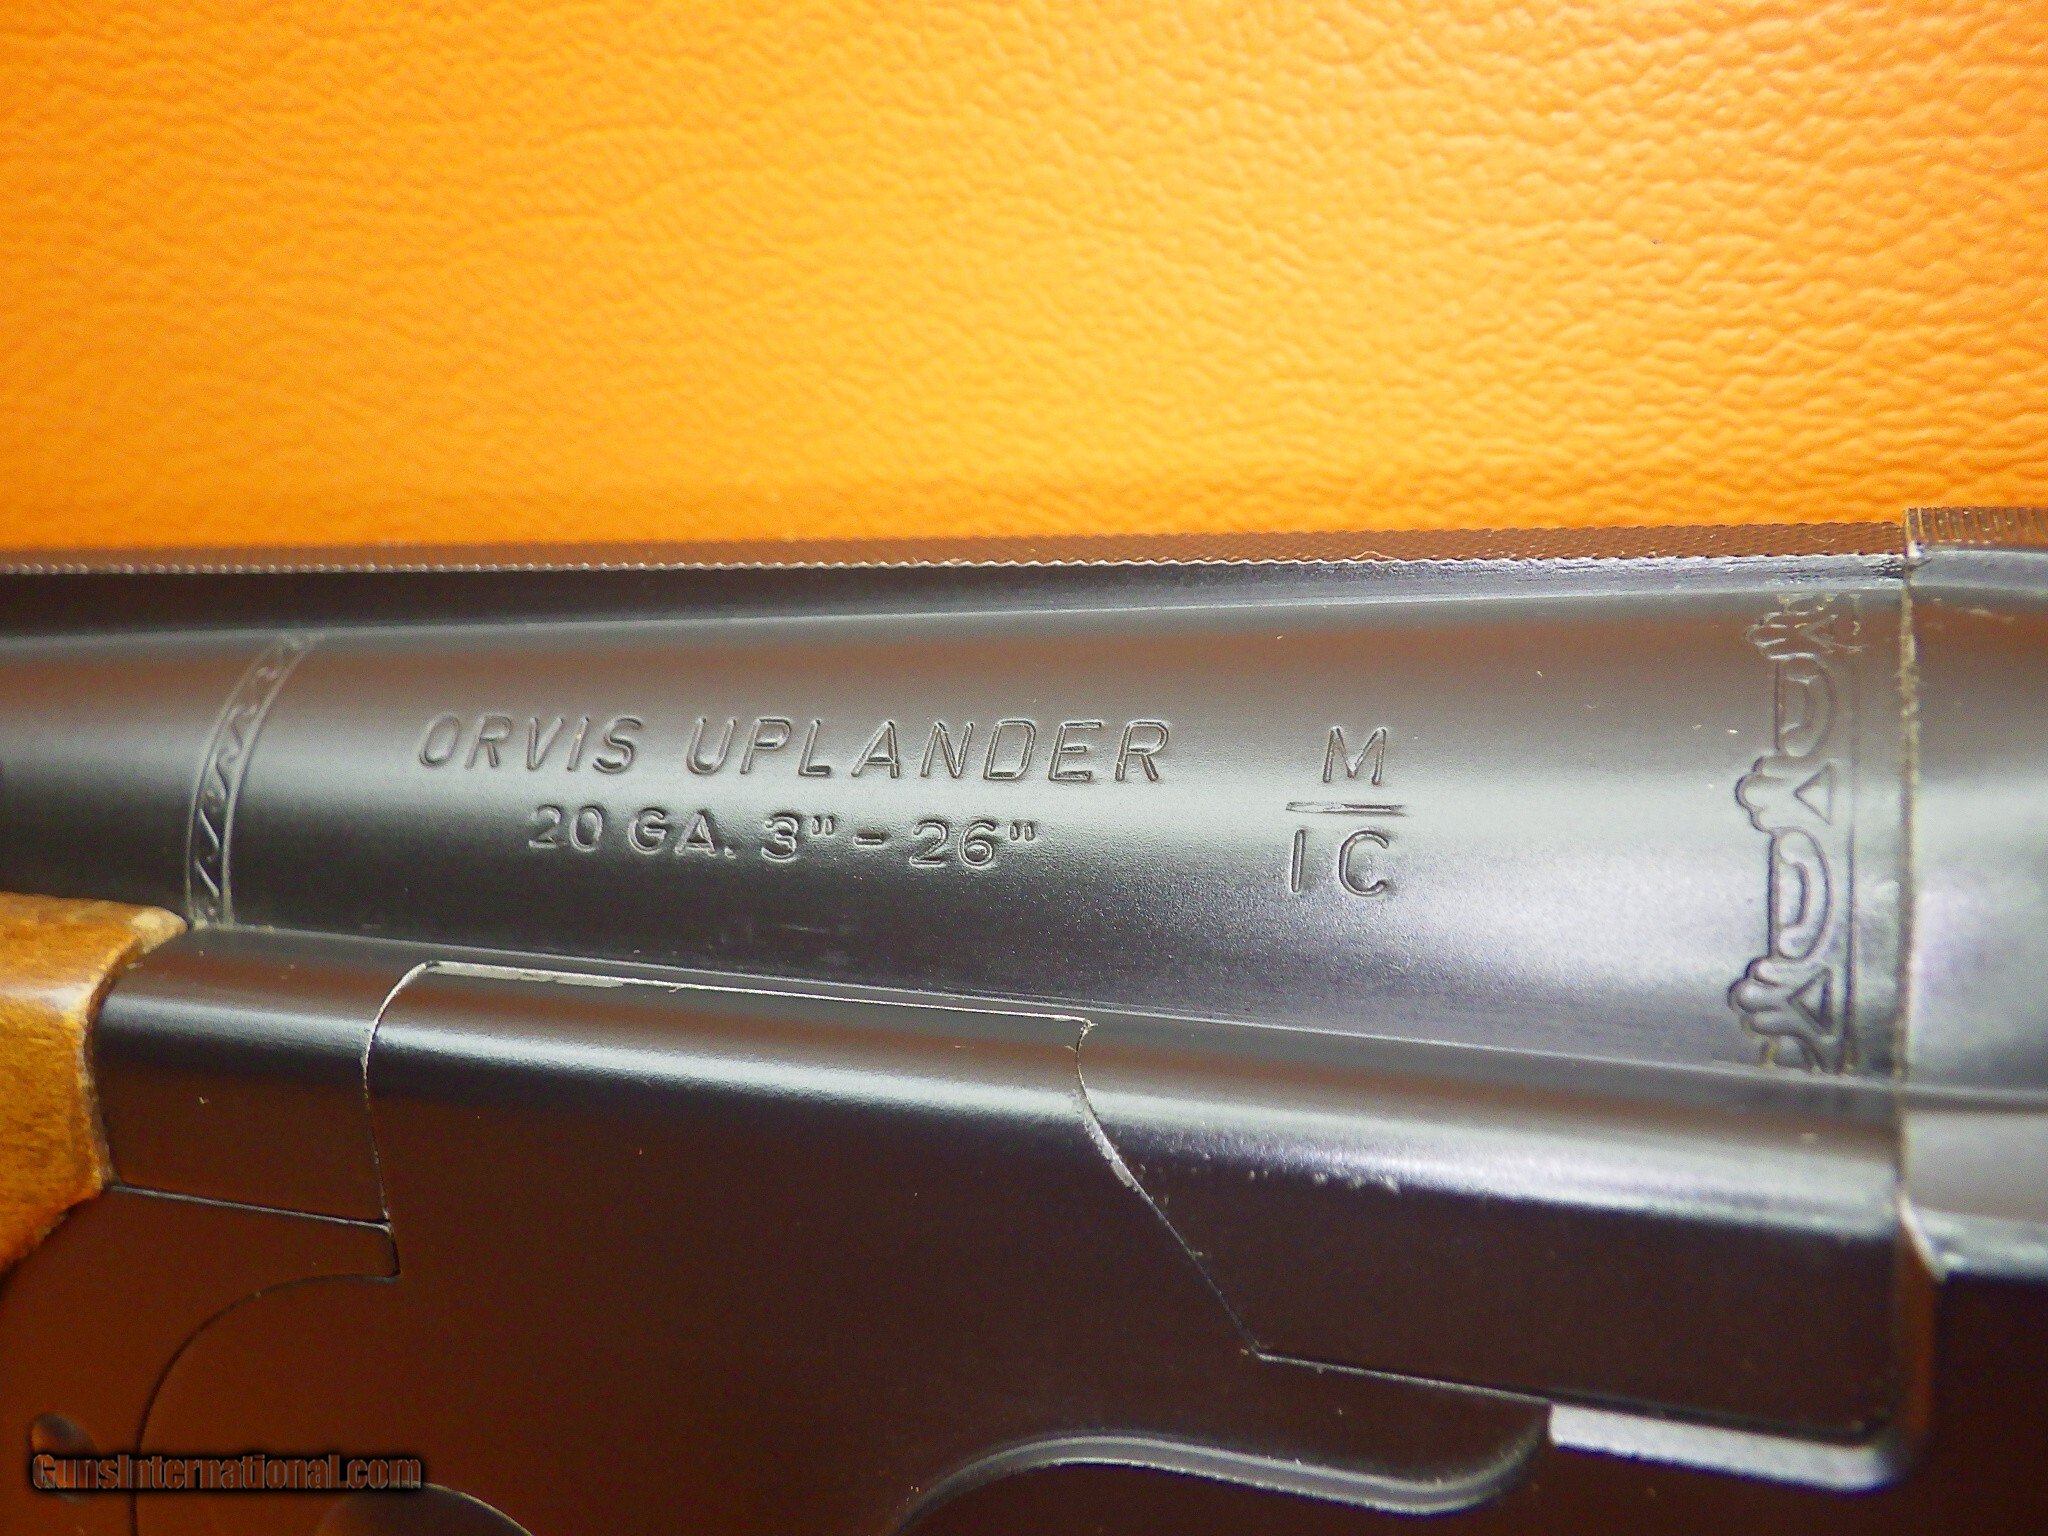 ORVIS UPLANDER
20 GA. 3" - 26"
M
IC
GunsInternational.com